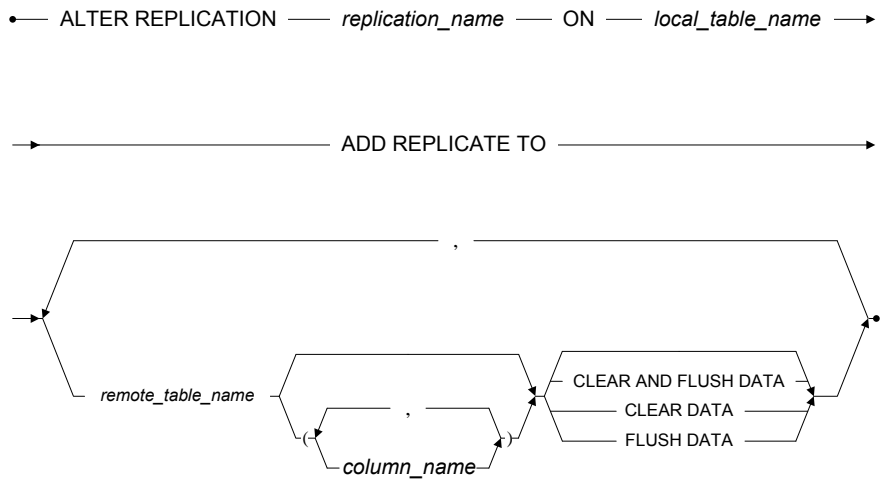 ALTER REPLICATION replication_name ON local_table_name
ADD REPLICATE TO
,
remote_table_name
CLEAR AND FLUSH DATA
CLEAR DATA
FLUSH DATA
( , )
column_name